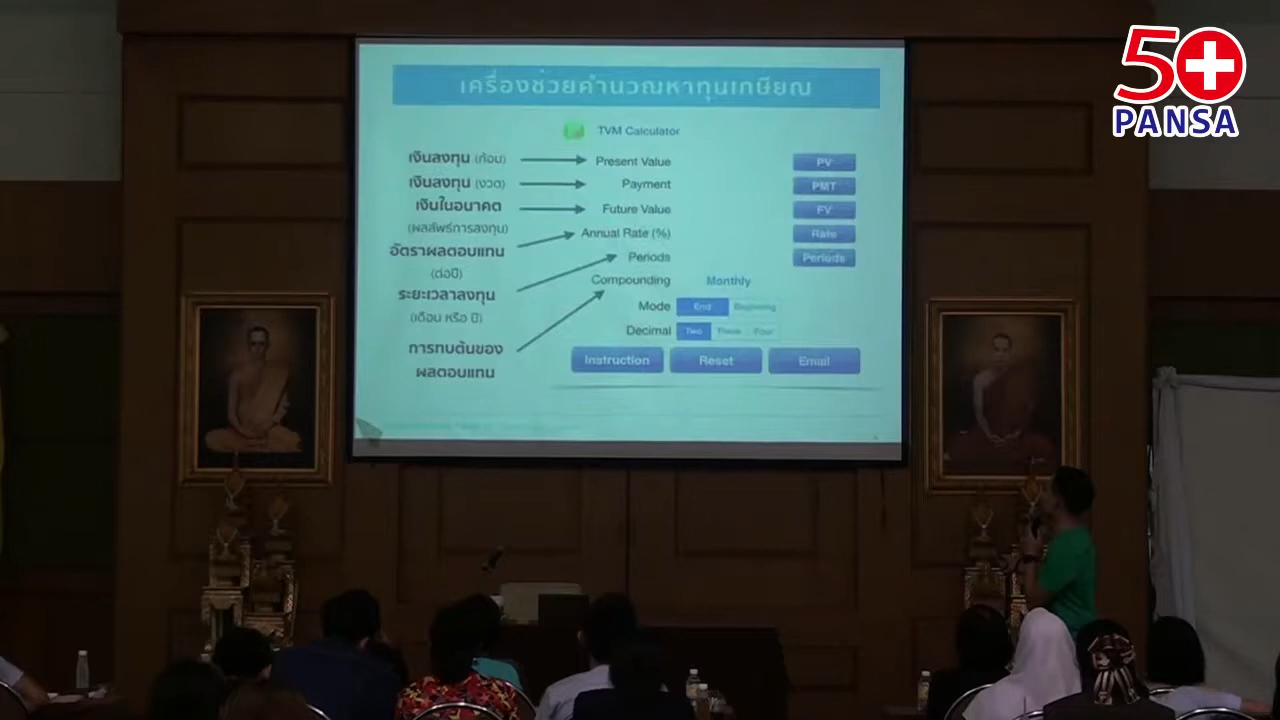 50
PANSA
เครื่องช่วยคำนวณหาทุนเกษียณ
TVM Calculator
เงินลงทุน (ก้อน)
Present Value
PV
เงินลงทุน (งวด)
Payment
PMT
เงินในอนาคต
(ผลลัพธ์การลงทุน)
Future Value
FV
อัตราผลตอบแทน
(ต่อปี)
Annual Rate (%)
Rate
ระยะเวลาลงทุน
(เดือน หรือ ปี)
Periods
Periods
การทบต้นของ
ผลตอบแทน
Compounding
Monthly
Mode
End
Beginning
Decimal
Two
Three
Four
Instruction
Reset
Email